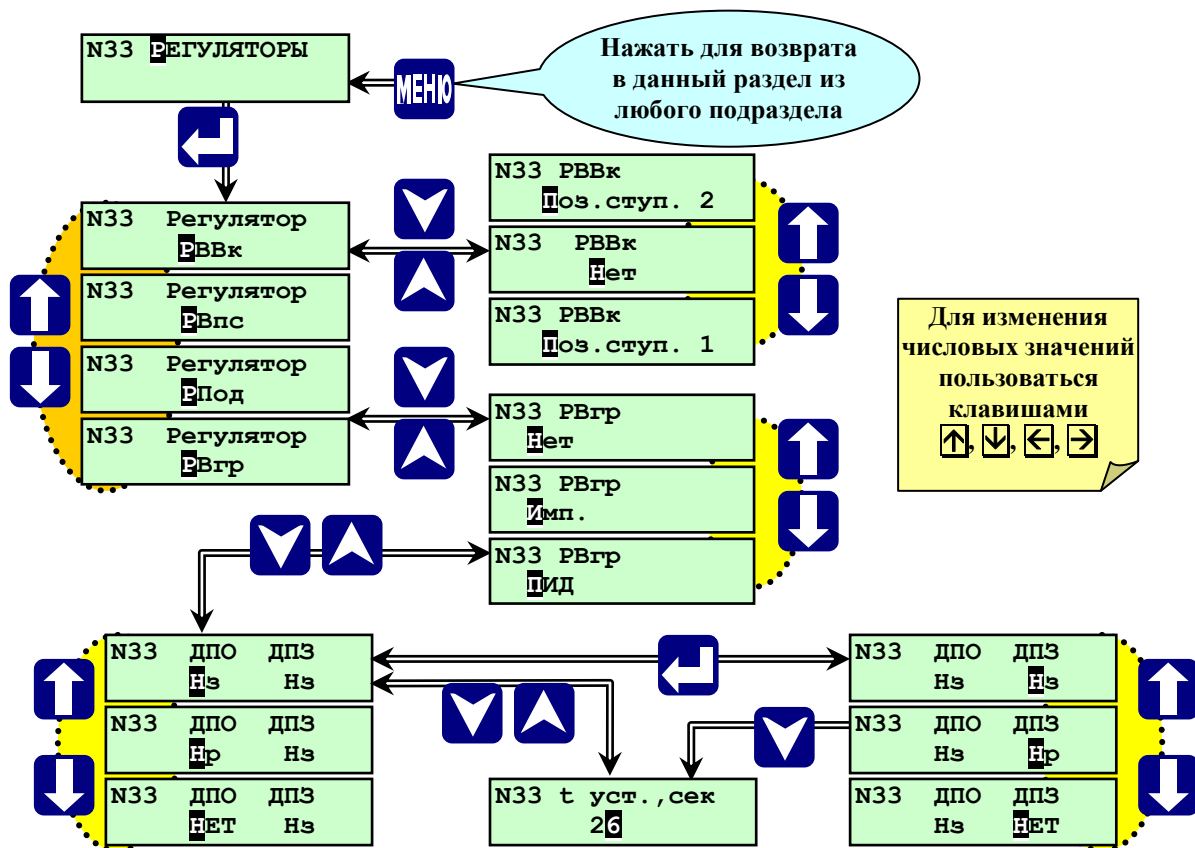 N33 РЕГУЛЯТОРЫ
МЕНЮ
Нажать для возврата
в данный раздел из
любого подраздела
N33 Регулятор
РВВк
N33 Регулятор
РВпс
N33 Регулятор
РПод
N33 Регулятор
РВгр
N33 РВВк
Поз.ступ. 2
N33 РВВк
Нет
N33 РВВк
Поз.ступ. 1
N33 РВгр
Нет
N33 РВгр
Имп.
N33 РВгр
ПИД
Для изменения
числовых значений
пользоваться
клавишами
↑, ↓, ←, →
N33 ДПО ДПЗ
Нз Нз
N33 ДПО ДПЗ
Нр Нз
N33 ДПО ДПЗ
НЕТ Нз
N33 t уст.,сек
26
N33 ДПО ДПЗ
Нз Нз
N33 ДПО ДПЗ
Нз Нр
N33 ДПО ДПЗ
Нз НЕТ